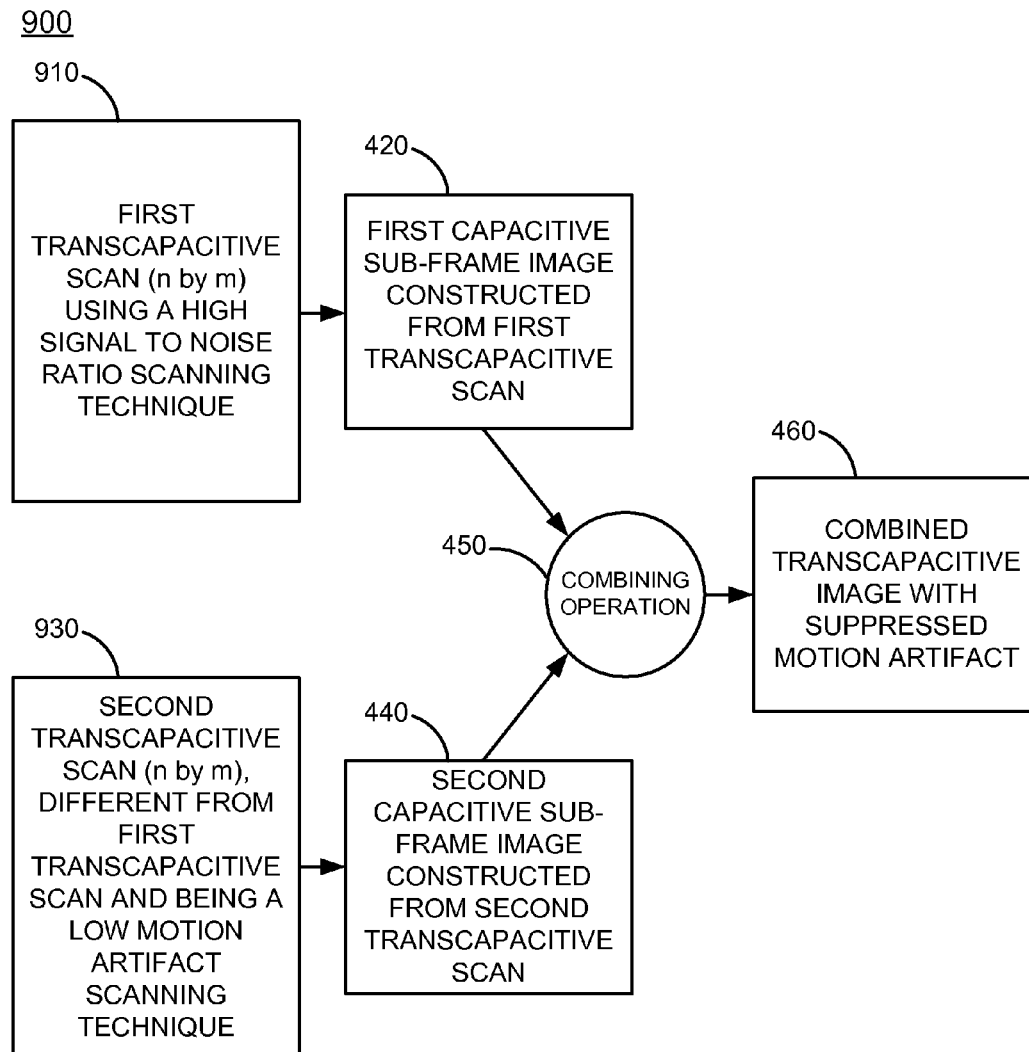 900
910
FIRST
TRANSCAPACITIVE
SCAN (n by m)
USING A HIGH
SIGNAL TO NOISE
RATIO SCANNING
TECHNIQUE
420
FIRST CAPACITIVE
SUB-FRAME IMAGE
CONSTRUCTED
FROM FIRST
TRANSCAPACITIVE
SCAN
930
SECOND
TRANSCAPACITIVE
SCAN (n by m),
DIFFERENT FROM
FIRST
TRANSCAPACITIVE
SCAN AND BEING A
LOW MOTION
ARTIFACT
SCANNING
TECHNIQUE
440
SECOND
CAPACITIVE SUB-
FRAME IMAGE
CONSTRUCTED
FROM SECOND
TRANSCAPACITIVE
SCAN
450
COMBINING
OPERATION
460
COMBINED
TRANSCAPACITIVE
IMAGE WITH
SUPPRESSED
MOTION ARTIFACT